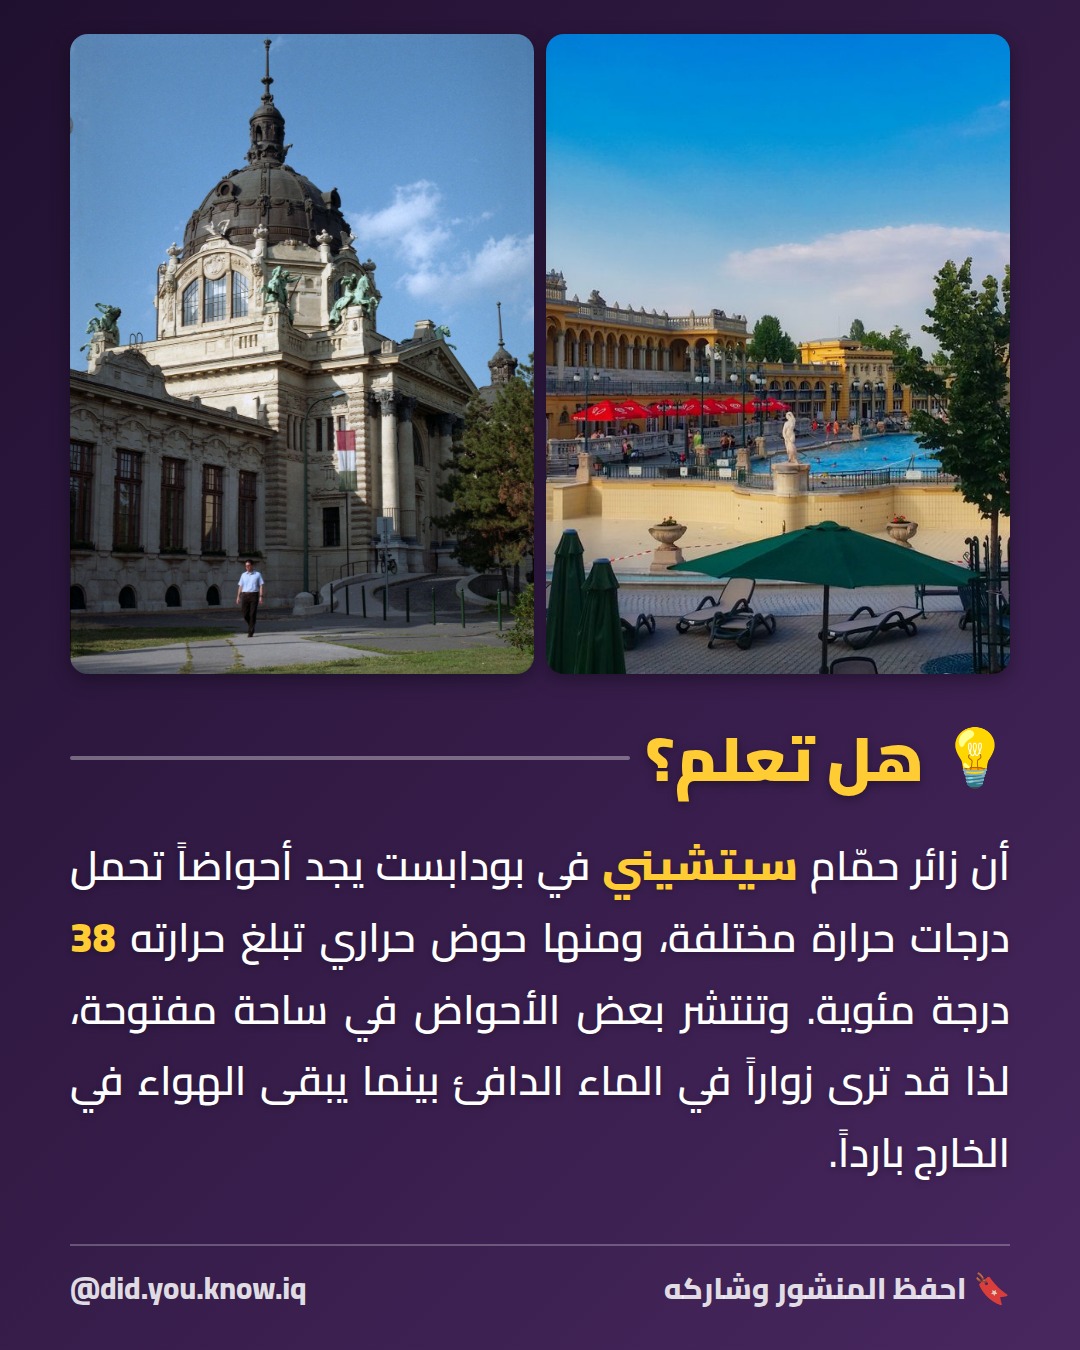 💡 هل تعلم؟
أن زائر حمّام سيتشيني في بودابست يجد أحواضاً تحمل
درجات حرارة مختلفة، ومنها حوض حراري تبلغ حرارته 38
درجة مئوية. وتنتشر بعض الأحواض في ساحة مفتوحة،
لذا قد ترى زواراً في الماء الدافئ بينما يبقى الهواء في
الخارج بارداً.
🔖 احفظ المنشور وشاركه
@did.you.know.iq